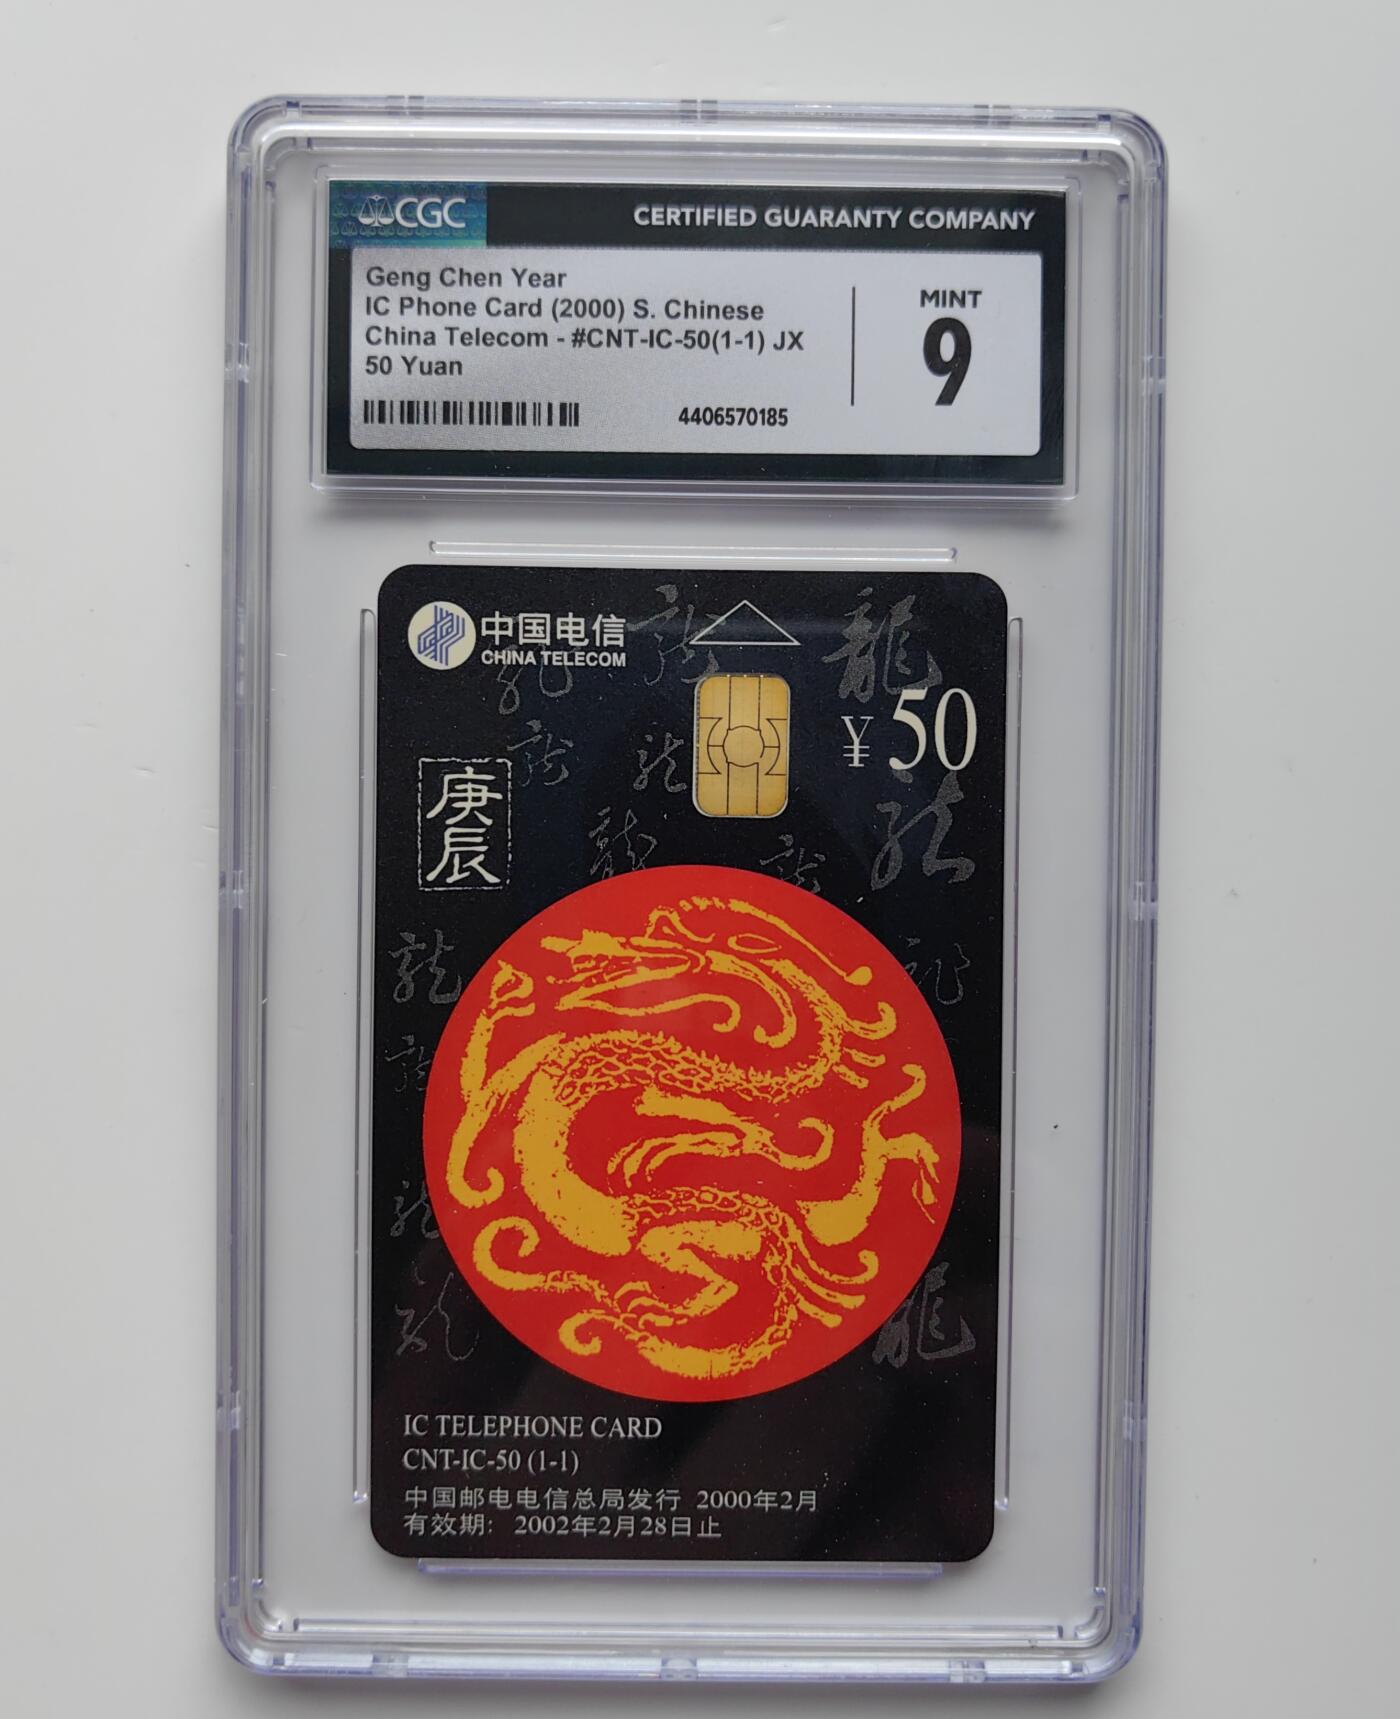 CGC
CERTIFIED GUARANTY COMPANY
Geng Chen Year
IC Phone Card (2000) S. Chinese
China Telecom - #CNT-IC-50(1-1) JX
50 Yuan
4406570185
MINT
9
中国电信
CHINA TELECOM
¥50
庚辰
龍
龍
IC TELEPHONE CARD
CNT-IC-50 (1-1)
中国邮电电信总局发行 2000年2月
有效期: 2002年2月28日止